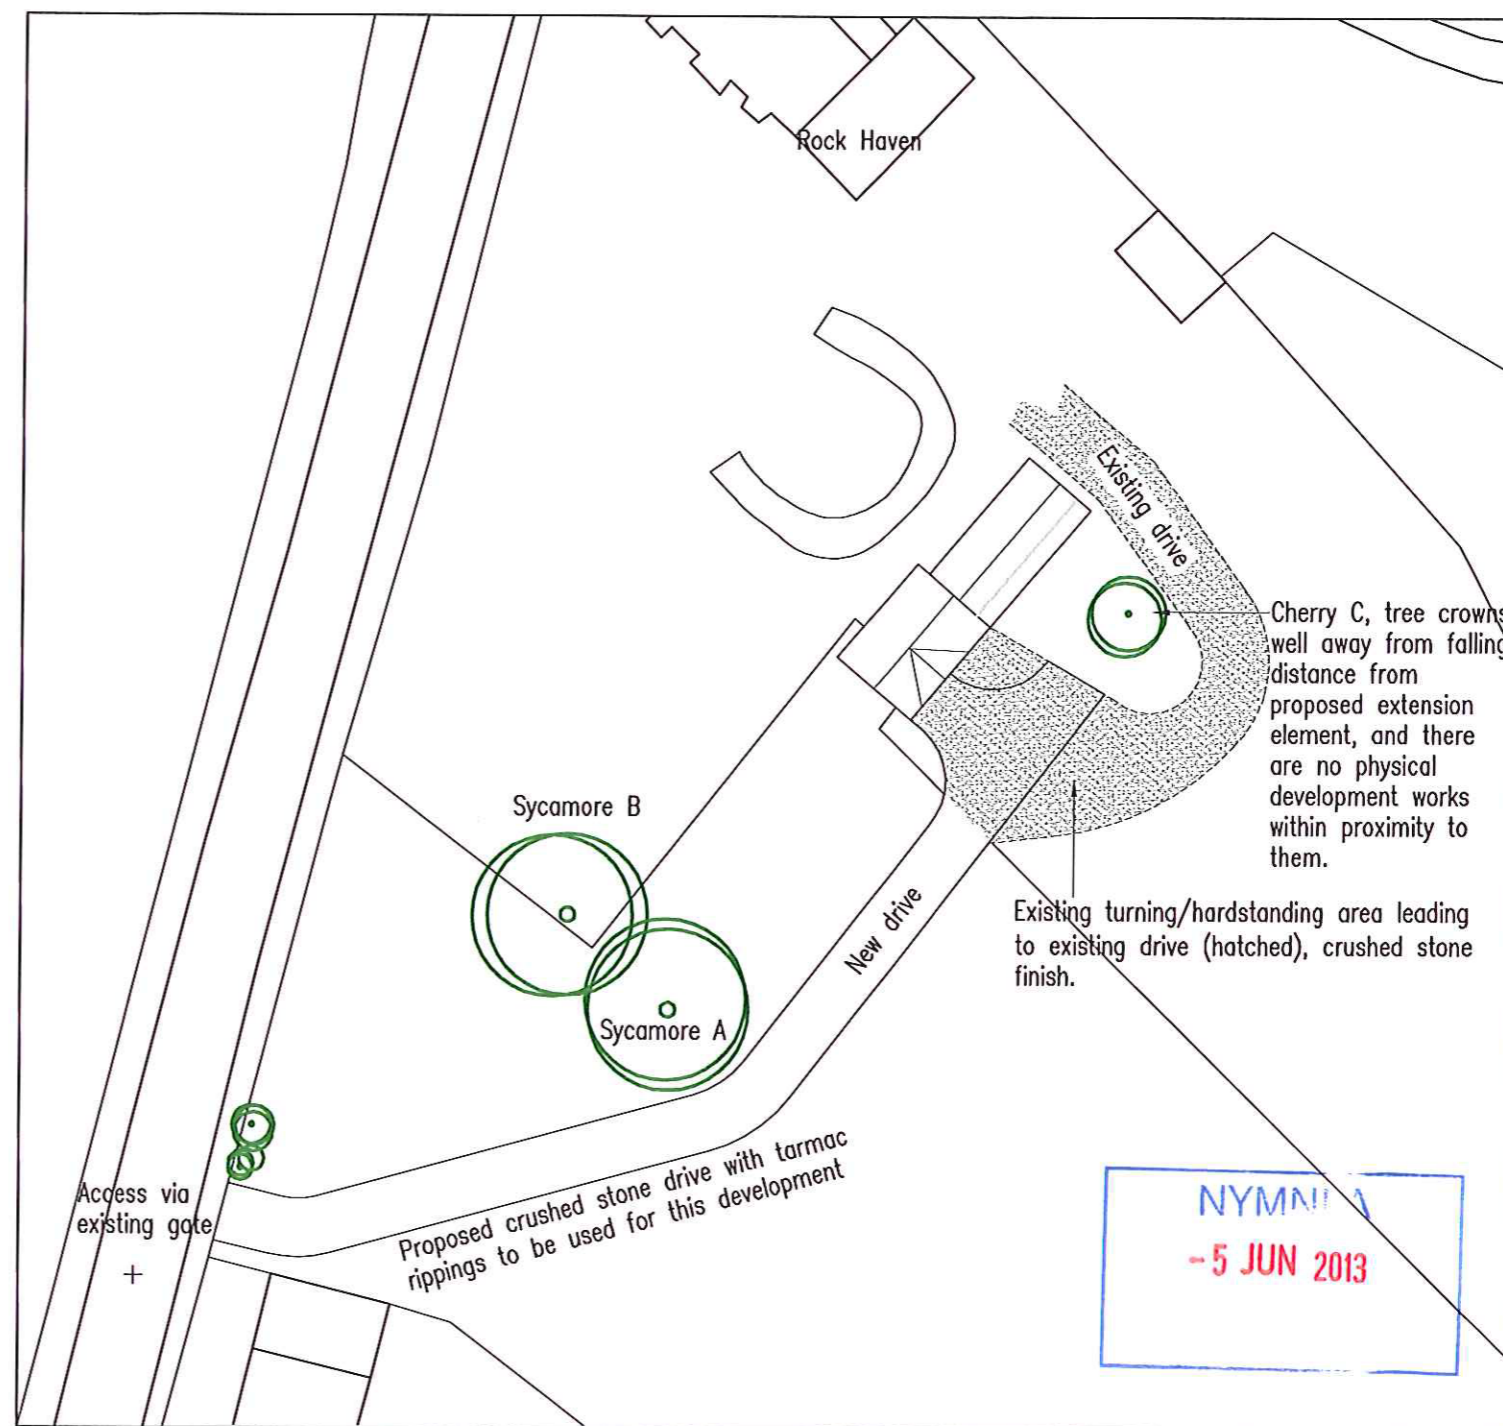 Rock Haven
Existing drive
Cherry C, tree crowns
well away from falling
distance from
proposed extension
element, and there
are no physical
development works
within proximity to
them.
Sycamore B
Sycamore A
New drive
Existing turning/hardstanding area leading
to existing drive (hatched), crushed stone
finish.
Access via
existing gate
Proposed crushed stone drive with tarmac
rippings to be used for this development
-5 JUN 2013